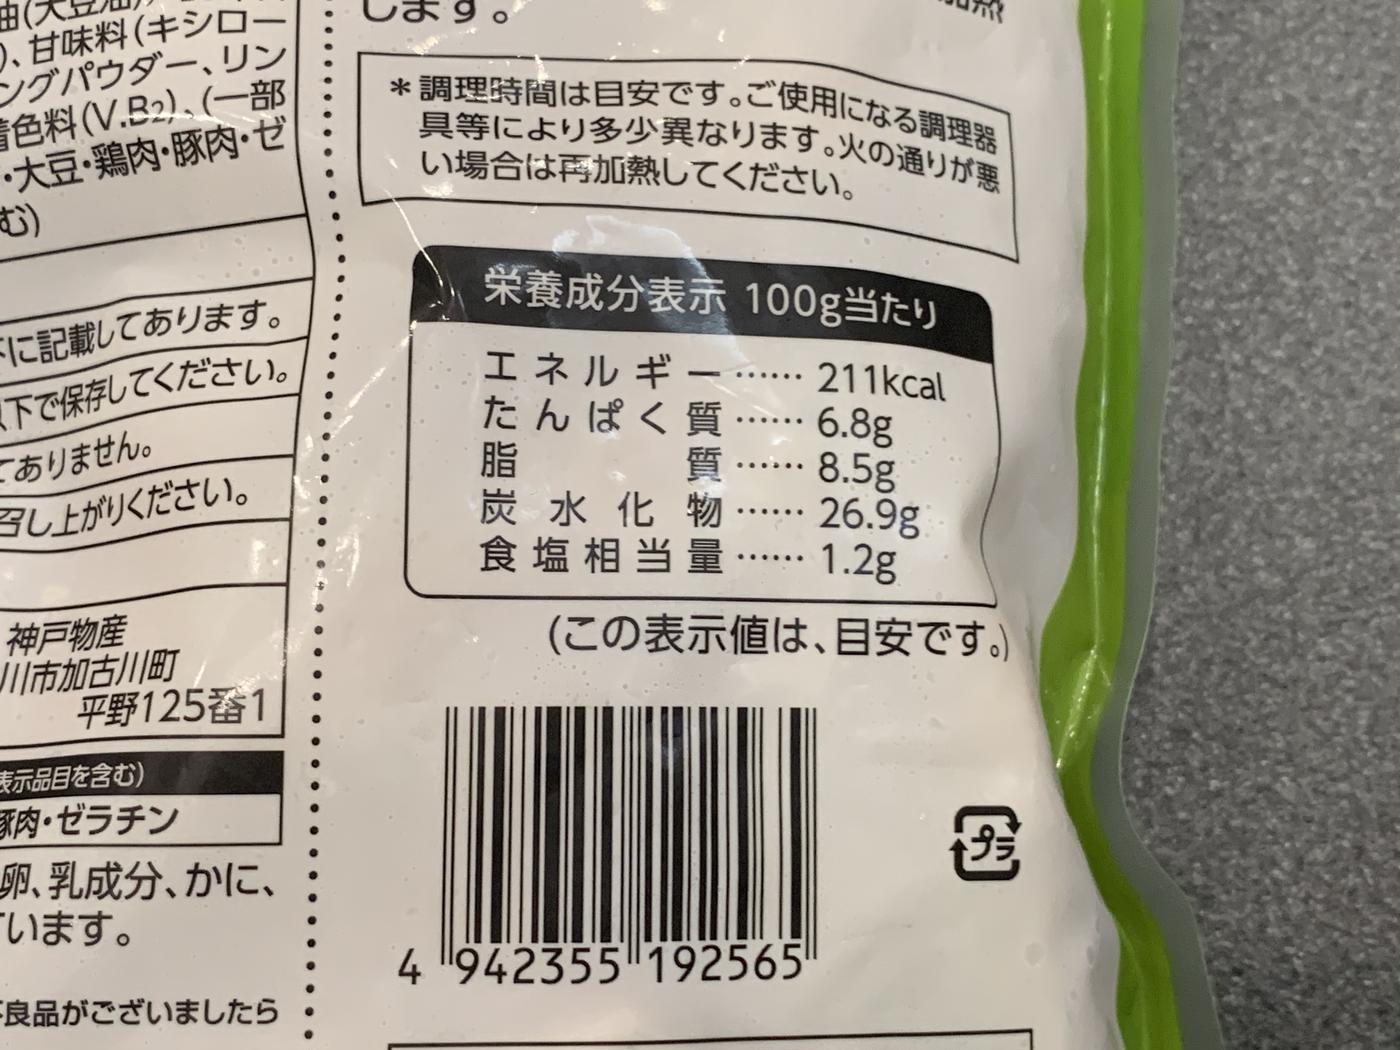 油(大豆油)
)、甘味料(キシロー
ングパウダー、リン
着色料(V.B2)、(一部
・大豆・鶏肉・豚肉・ゼ
む)
に記載してあります。
以下で保存してください。
てありません。
召し上がりください。
神戸物産
川市加古川町
平野125番1
表示品目を含む)
豚肉・ゼラチン
卵、乳成分、かに、
います。
良品がございましたら
します。
加熱
＊調理時間は目安です。ご使用になる調理器
具等により多少異なります。火の通りが悪
い場合は再加熱してください。
栄養成分表示 100g当たり
エネルギー……211kcal
たんぱく質……6.8g
脂質……8.5g
炭水化物……26.9g
食塩相当量……1.2g
(この表示値は、目安です。)
4 942355 192565
プラ